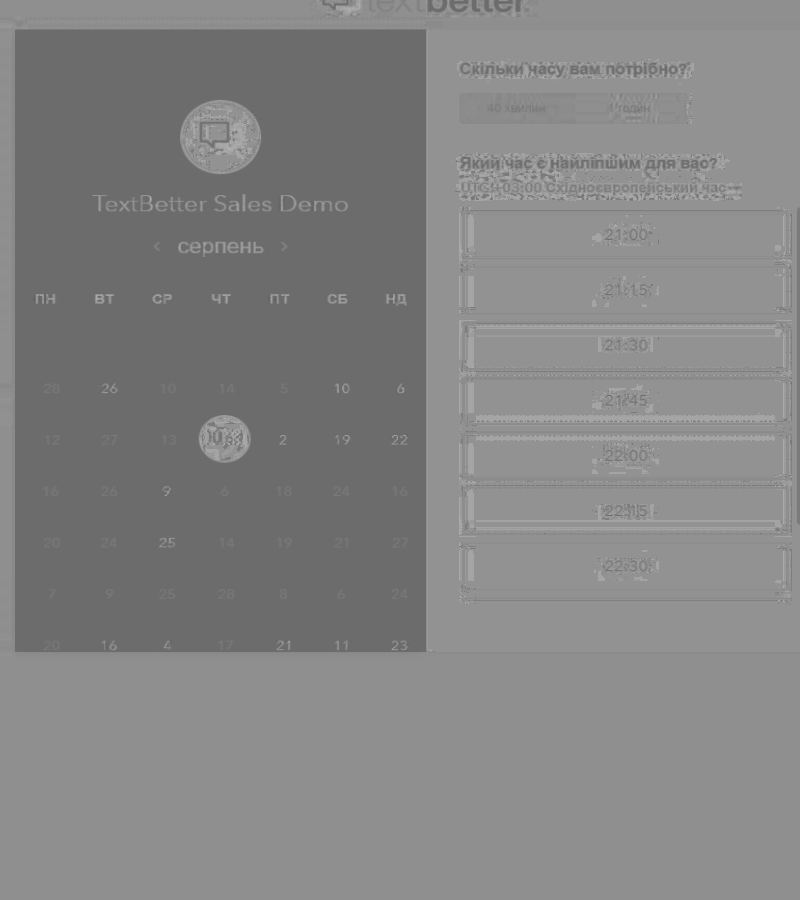 textbetter
TextBetter Sales Demo
‹ серпень ›
ПН ВТ СР ЧТ ПТ СБ НД
28 26 10 14 5 10 6
12 27 13 2 19 22
16 26 9 6 18 24 16
20 24 25 14 19 21 27
7 9 25 28 8 6 24
20 16 4 17 21 11 23
Скільки часу вам потрібно?
40 хвилин 1 годин
Який час є найліпшим для вас?
UTC +03:00 Східноєвропейський час
21:00
21:15
21:30
21:45
22:00
22:15
22:30